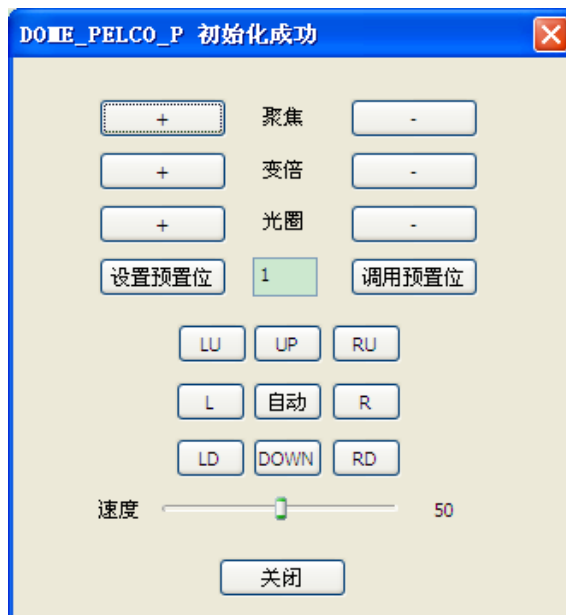 DOME_PELCO_P 初始化成功
+ 聚焦 -
+ 变倍 -
+ 光圈 -
设置预置位 1 调用预置位
LU UP RU
L 自动 R
LD DOWN RD
速度 50
关闭